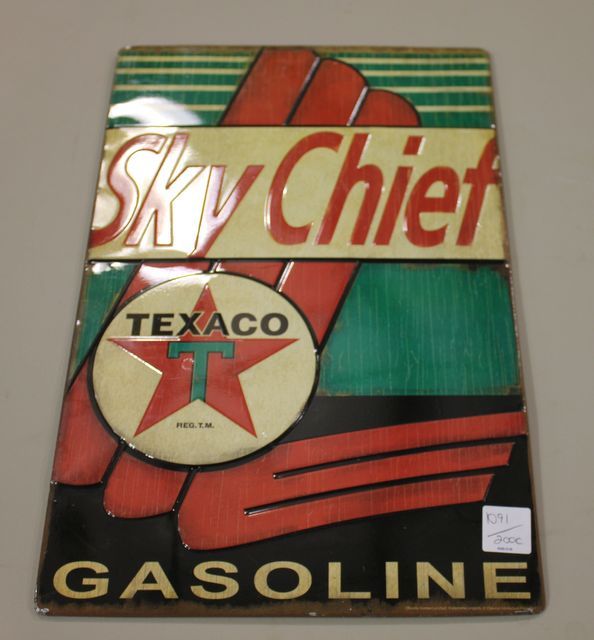 Sky Chief
TEXACO
T
REG. T.M.
1091
200C
GASOLINE